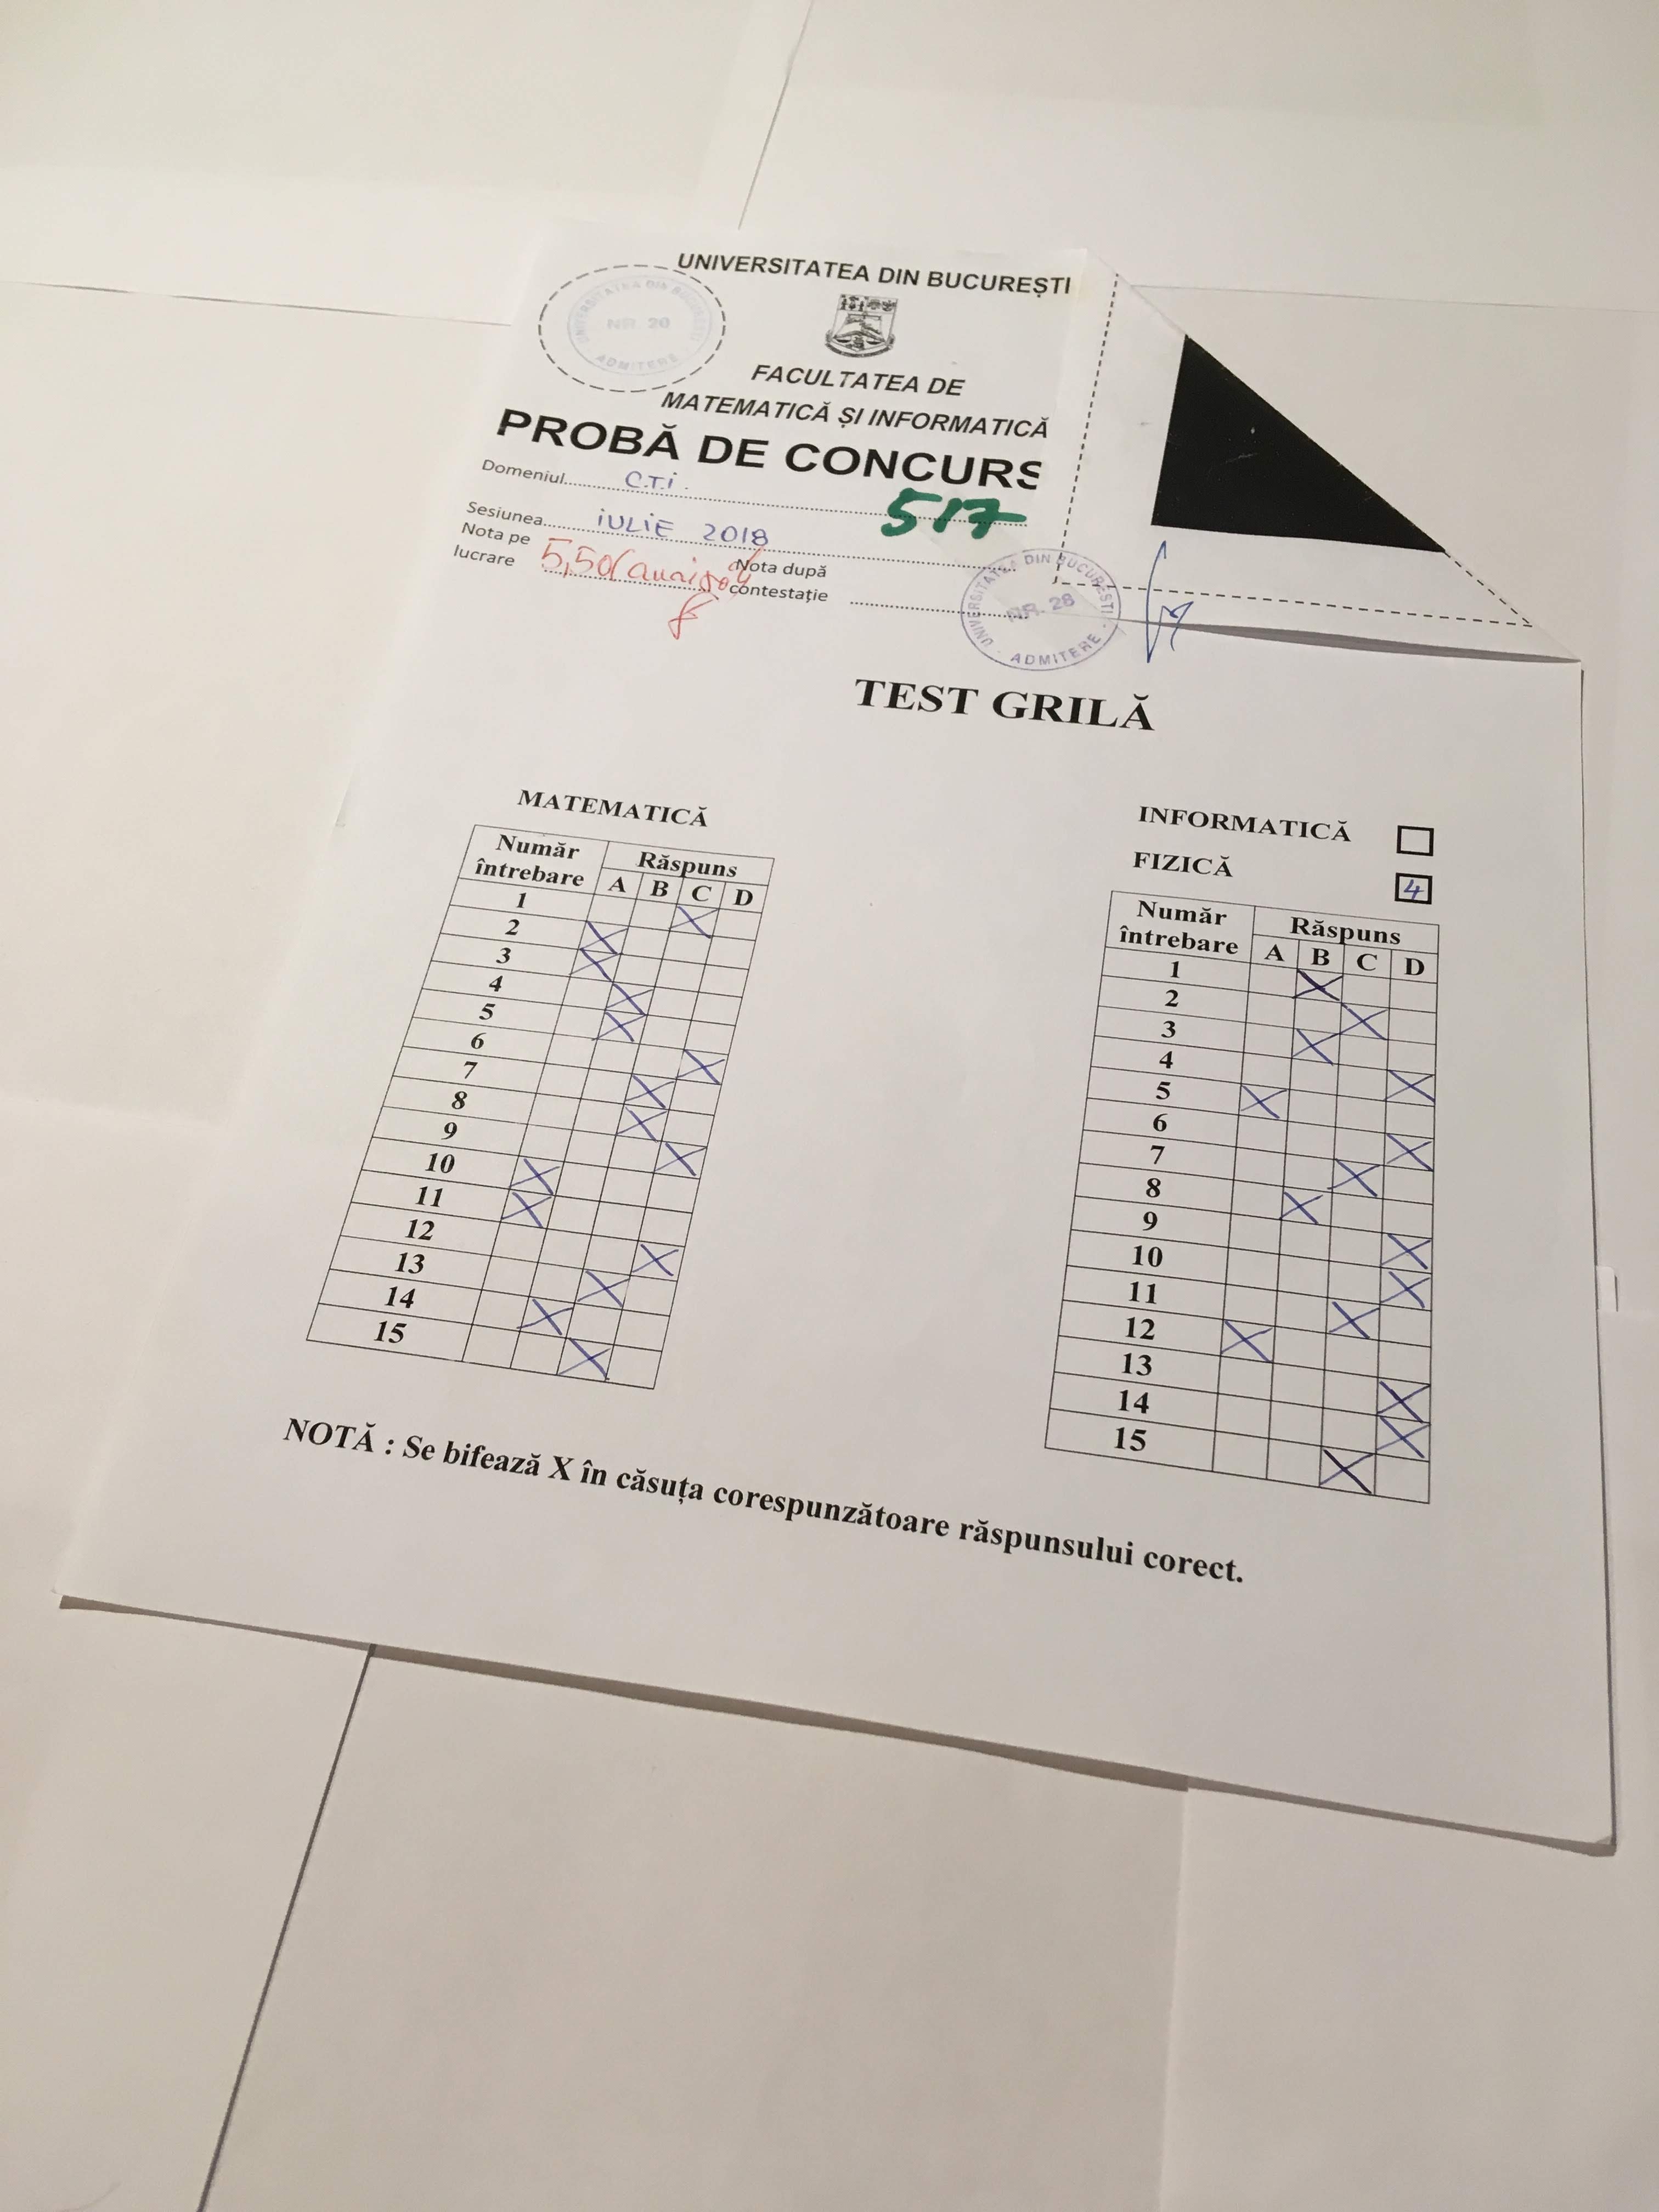 UNIVERSITATEA DIN BUCUREȘTI
UNIVERSITATEA DIN BUCUREȘTI
NR. 20
ADMITERE
FACULTATEA DE
MATEMATICĂ ȘI INFORMATICĂ
PROBĂ DE CONCURS
Domeniul C.T.i.
517
Sesiunea iULIE 2018
Nota pe lucrare 5,50
Nota după contestație
UNIVERSITATEA DIN BUCUREȘTI
NR. 28
ADMITERE
TEST GRILĂ
MATEMATICĂ
Număr întrebare Răspuns
A B C D
1 X
2 X
3 X
4 X
5 X
6 X
7 X
8 X
9 X
10 X
11 X
12 X
13 X
14 X
15 X
INFORMATICĂ
FIZICĂ 4
Număr întrebare Răspuns
A B C D
1 X
2 X
3 X
4 X
5 X
6 X
7 X
8 X
9 X
10 X
11 X
12 X
13 X
14 X
15 X
NOTĂ : Se bifează X în căsuța corespunzătoare răspunsului corect.